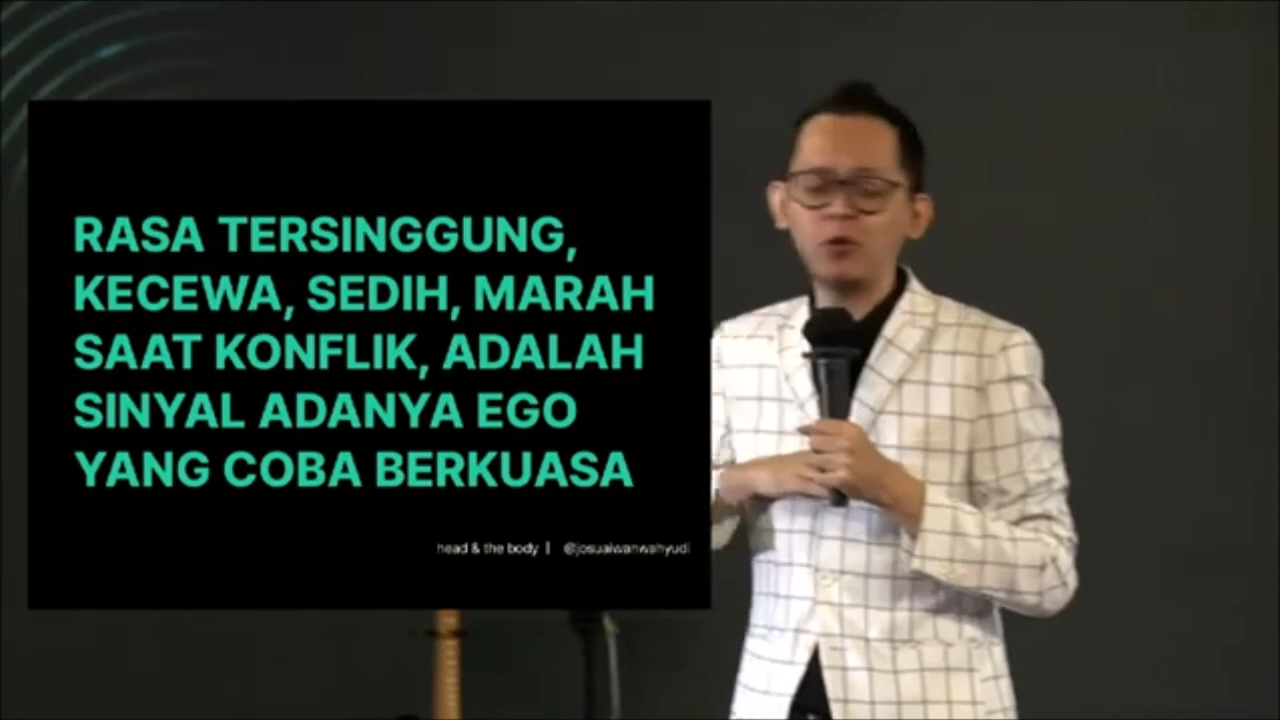 RASA TERSINGGUNG,
KECEWA, SEDIH, MARAH
SAAT KONFLIK, ADALAH
SINYAL ADANYA EGO
YANG COBA BERKUASA
head & the body | @josuaiwanwahyudi